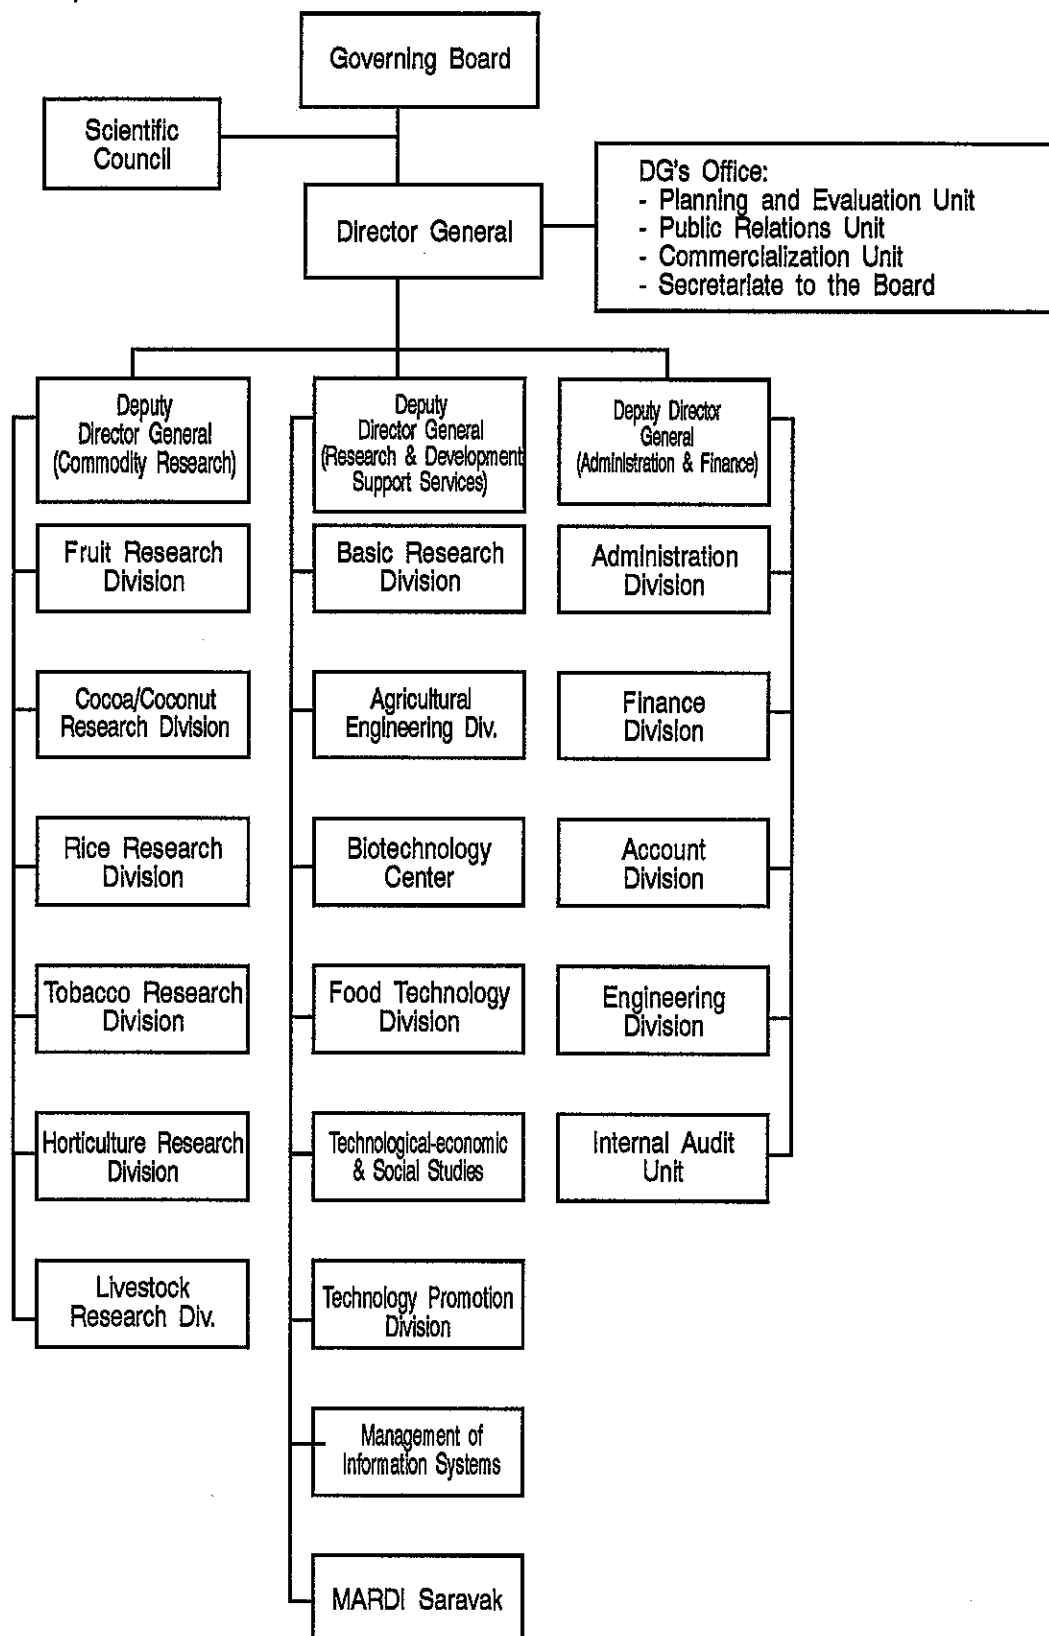 Governing Board
Scientific
Council
Director General
DG's Office:
- Planning and Evaluation Unit
- Public Relations Unit
- Commercialization Unit
- Secretariate to the Board
Deputy
Director General
(Commodity Research)
Fruit Research
Division
Cocoa/Coconut
Research Division
Rice Research
Division
Tobacco Research
Division
Horticulture Research
Division
Livestock
Research Div.
Deputy
Director General
(Research & Development
Support Services)
Basic Research
Division
Agricultural
Engineering Div.
Biotechnology
Center
Food Technology
Division
Technological-economic
& Social Studies
Technology Promotion
Division
Management of
Information Systems
MARDI Saravak
Deputy Director
General
(Administration & Finance)
Administration
Division
Finance
Division
Account
Division
Engineering
Division
Internal Audit
Unit